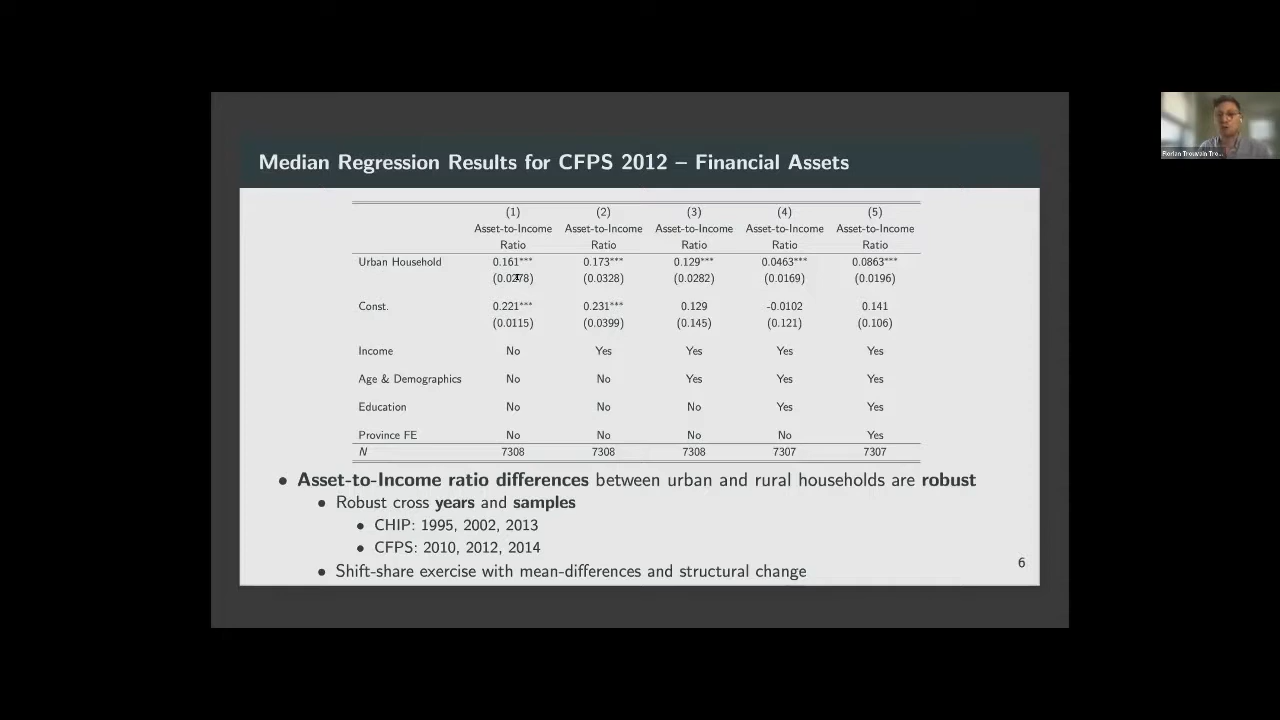 Median Regression Results for CFPS 2012 – Financial Assets
(1) (2) (3) (4) (5)
Asset-to-Income Asset-to-Income Asset-to-Income Asset-to-Income Asset-to-Income
Ratio Ratio Ratio Ratio Ratio
Urban Household 0.161*** 0.173*** 0.129*** 0.0463*** 0.0863***
(0.0278) (0.0328) (0.0282) (0.0169) (0.0196)
Const. 0.221*** 0.231*** 0.129 -0.0102 0.141
(0.0115) (0.0399) (0.145) (0.121) (0.106)
Income No Yes Yes Yes Yes
Age & Demographics No No Yes Yes Yes
Education No No No Yes Yes
Province FE No No No No Yes
N 7308 7308 7308 7307 7307
• Asset-to-Income ratio differences between urban and rural households are robust
• Robust cross years and samples
• CHIP: 1995, 2002, 2013
• CFPS: 2010, 2012, 2014
• Shift-share exercise with mean-differences and structural change
6
Florian Trouvain Tro...